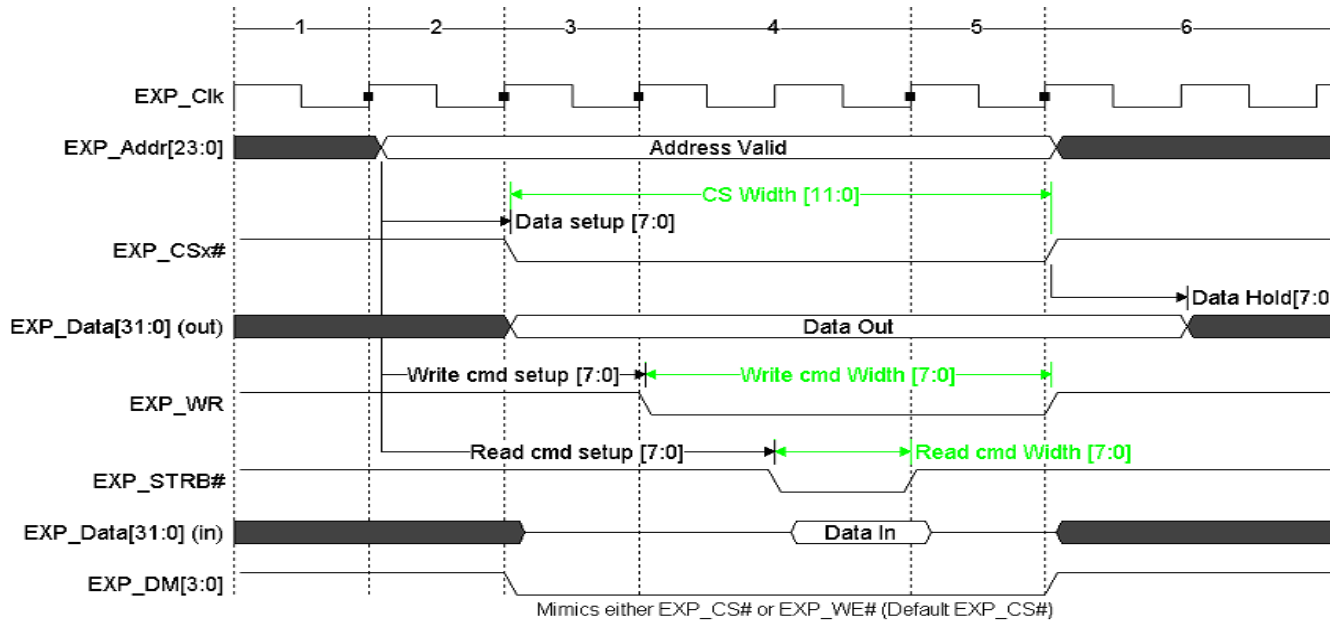 1 2 3 4 5 6
EXP_Clk
EXP_Addr[23:0] Address Valid
CS Width [11:0]
Data setup [7:0]
EXP_CSx#
Data Hold[7:0
EXP_Data[31:0] (out) Data Out
Write cmd setup [7:0] Write cmd Width [7:0]
EXP_WR
Read cmd setup [7:0] Read cmd Width [7:0]
EXP_STRB#
EXP_Data[31:0] (in) Data In
EXP_DM[3:0]
Mimics either EXP_CS# or EXP_WE# (Default EXP_CS#)